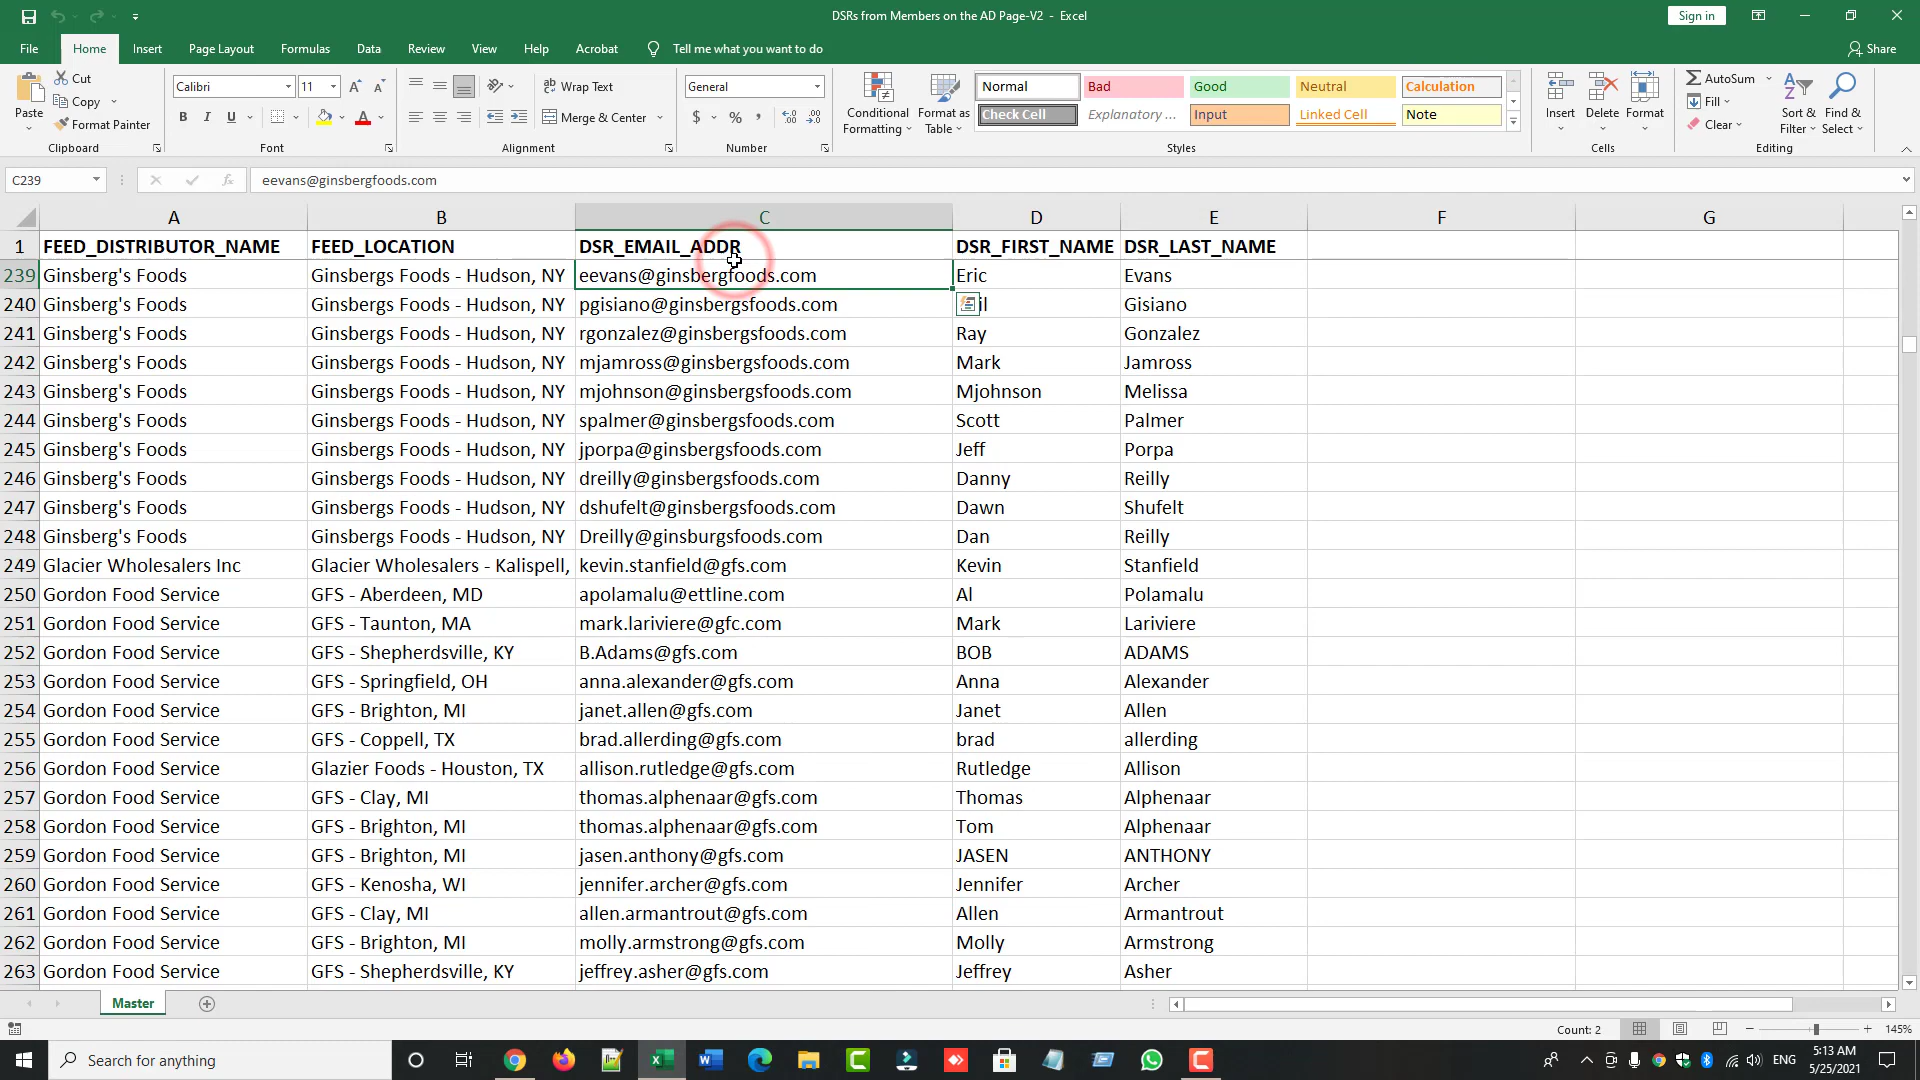 DSRs from Members on the AD Page-V2 - Excel
Sign in
File Home Insert Page Layout Formulas Data Review View Help Acrobat Tell me what you want to do Share
Paste Cut Copy Format Painter Clipboard
Calibri 11 B I U Font
Wrap Text Merge & Center Alignment
General $ % , Number
Conditional Formatting Format as Table
Normal Bad Good Neutral Calculation
Check Cell Explanary ... Input Linked Cell Note
Styles
Insert Delete Format Cells
AutoSum Fill Clear Sort & Filter Find & Select Editing
C239 fx eevans@ginsbergfoods.com
A B C D E F G
1 FEED_DISTRIBUTOR_NAME FEED_LOCATION DSR_EMAIL_ADDR DSR_FIRST_NAME DSR_LAST_NAME
239 Ginsberg's Foods Ginsbergs Foods - Hudson, NY eevans@ginsbergfoods.com Eric Evans
240 Ginsberg's Foods Ginsbergs Foods - Hudson, NY pgisiano@ginsbergsfoods.com il Gisiano
241 Ginsberg's Foods Ginsbergs Foods - Hudson, NY rgonzalez@ginsbergsfoods.com Ray Gonzalez
242 Ginsberg's Foods Ginsbergs Foods - Hudson, NY mjamross@ginsbergsfoods.com Mark Jamross
243 Ginsberg's Foods Ginsbergs Foods - Hudson, NY mjohnson@ginsbergsfoods.com Mjohnson Melissa
244 Ginsberg's Foods Ginsbergs Foods - Hudson, NY spalmer@ginsbergsfoods.com Scott Palmer
245 Ginsberg's Foods Ginsbergs Foods - Hudson, NY jporpa@ginsbergsfoods.com Jeff Porpa
246 Ginsberg's Foods Ginsbergs Foods - Hudson, NY dreilly@ginsbergsfoods.com Danny Reilly
247 Ginsberg's Foods Ginsbergs Foods - Hudson, NY dshufelt@ginsbergsfoods.com Dawn Shufelt
248 Ginsberg's Foods Ginsbergs Foods - Hudson, NY Dreilly@ginsburgsfoods.com Dan Reilly
249 Glacier Wholesalers Inc Glacier Wholesalers - Kalispell, kevin.stanfield@gfs.com Kevin Stanfield
250 Gordon Food Service GFS - Aberdeen, MD apolamalu@ettline.com Al Polamalu
251 Gordon Food Service GFS - Taunton, MA mark.lariviere@gfc.com Mark Lariviere
252 Gordon Food Service GFS - Shepherdsville, KY B.Adams@gfs.com BOB ADAMS
253 Gordon Food Service GFS - Springfield, OH anna.alexander@gfs.com Anna Alexander
254 Gordon Food Service GFS - Brighton, MI janet.allen@gfs.com Janet Allen
255 Gordon Food Service GFS - Coppell, TX brad.allerding@gfs.com brad allerding
256 Gordon Food Service Glazier Foods - Houston, TX allison.rutledge@gfs.com Rutledge Allison
257 Gordon Food Service GFS - Clay, MI thomas.alphenaar@gfs.com Thomas Alphenaar
258 Gordon Food Service GFS - Brighton, MI thomas.alphenaar@gfs.com Tom Alphenaar
259 Gordon Food Service GFS - Brighton, MI jasen.anthony@gfs.com JASEN ANTHONY
260 Gordon Food Service GFS - Kenosha, WI jennifer.archer@gfs.com Jennifer Archer
261 Gordon Food Service GFS - Clay, MI allen.armantrout@gfs.com Allen Armantrout
262 Gordon Food Service GFS - Brighton, MI molly.armstrong@gfs.com Molly Armstrong
263 Gordon Food Service GFS - Shepherdsville, KY jeffrey.asher@gfs.com Jeffrey Asher
Master
Count: 2 145%
Search for anything ENG 5:13 AM
5/25/2021